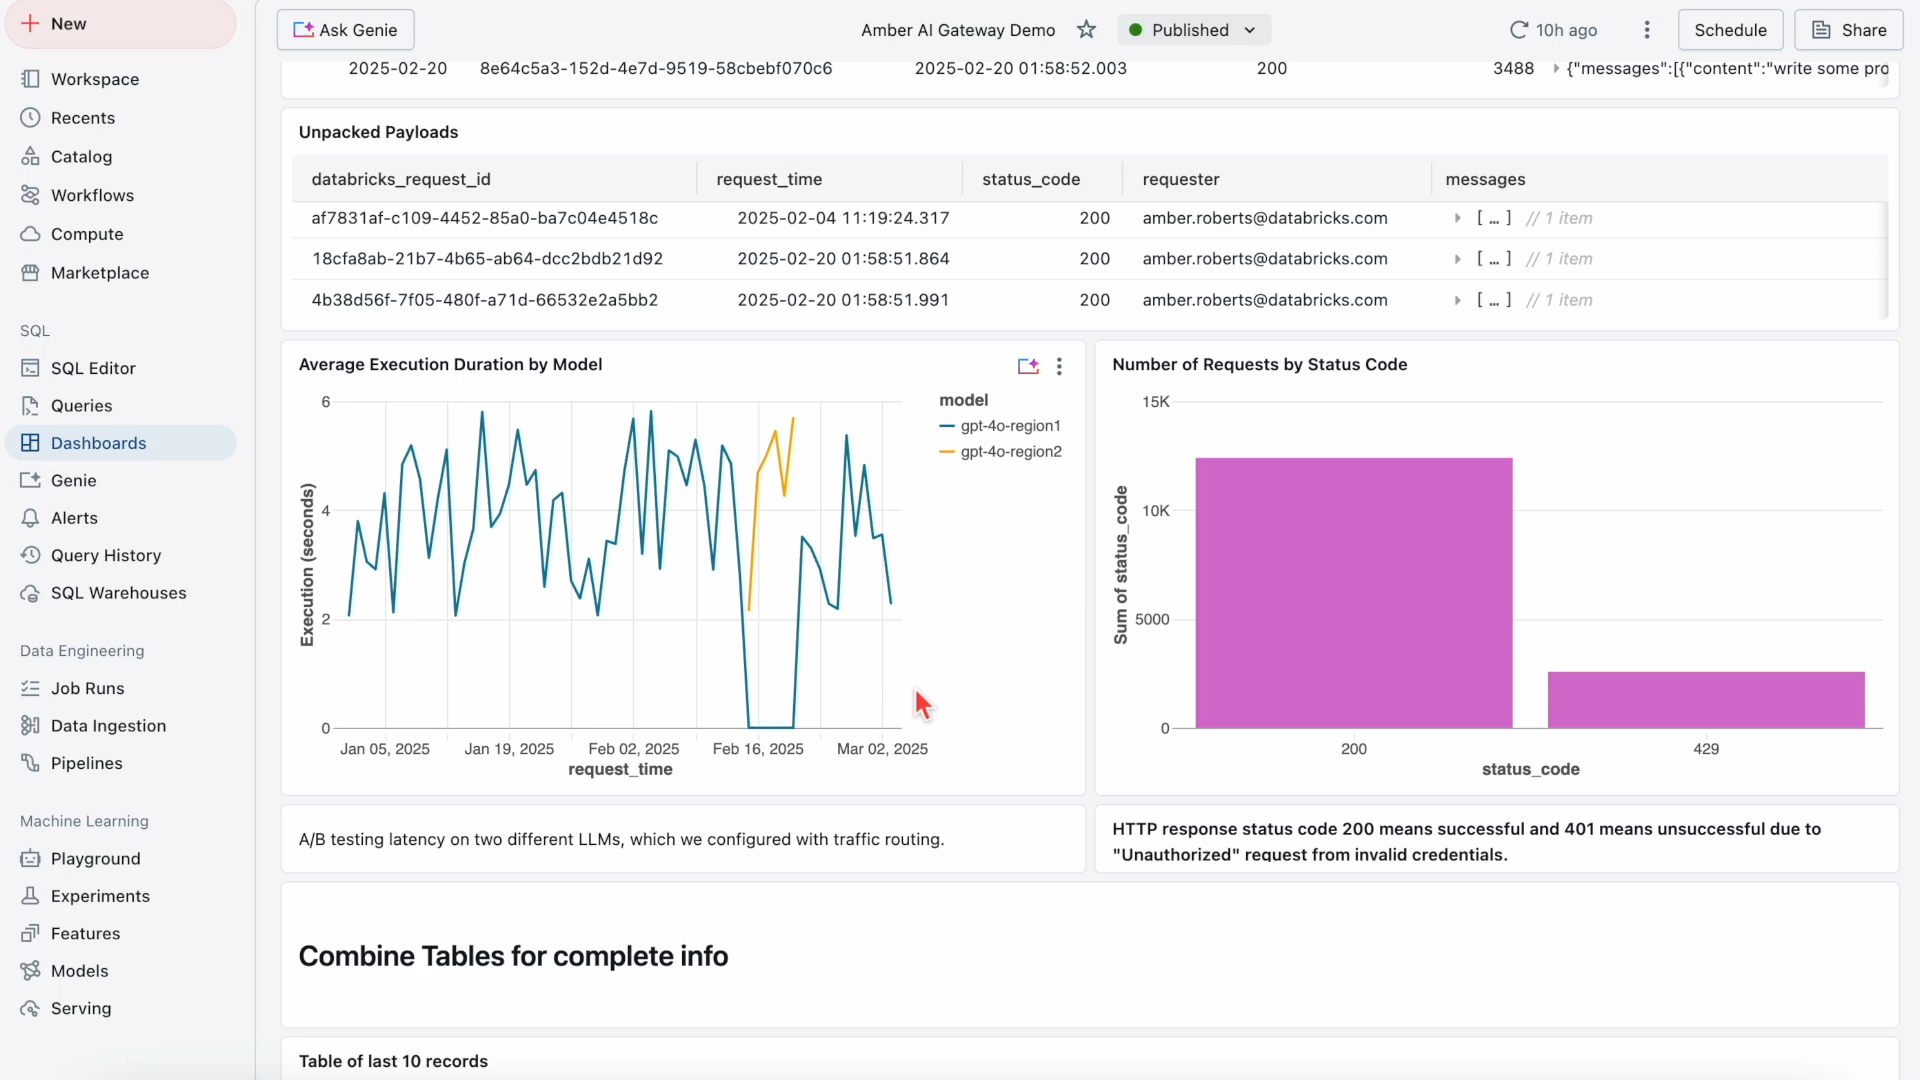 New
Workspace
Recents
Catalog
Workflows
Compute
Marketplace
SQL
SQL Editor
Queries
Dashboards
Genie
Alerts
Query History
SQL Warehouses
Data Engineering
Job Runs
Data Ingestion
Pipelines
Machine Learning
Playground
Experiments
Features
Models
Serving
Ask Genie
Amber AI Gateway Demo
Published
10h ago
Schedule
Share
2025-02-20 8e64c5a3-152d-4e7d-9519-58cbebf070c6 2025-02-20 01:58:52.003 200 3488 {"messages":[{"content":"write some pro
Unpacked Payloads
databricks_request_id request_time status_code requester messages
af7831af-c109-4452-85a0-ba7c04e4518c 2025-02-04 11:19:24.317 200 amber.roberts@databricks.com [ … ] // 1 item
18cfa8ab-21b7-4b65-ab64-dcc2bdb21d92 2025-02-20 01:58:51.864 200 amber.roberts@databricks.com [ … ] // 1 item
4b38d56f-7f05-480f-a71d-66532e2a5bb2 2025-02-20 01:58:51.991 200 amber.roberts@databricks.com [ … ] // 1 item
Average Execution Duration by Model
model
gpt-4o-region1
gpt-4o-region2
Execution (seconds)
6
4
2
0
Jan 05, 2025 Jan 19, 2025 Feb 02, 2025 Feb 16, 2025 Mar 02, 2025
request_time
Number of Requests by Status Code
Sum of status_code
15K
10K
5000
0
200 429
status_code
A/B testing latency on two different LLMs, which we configured with traffic routing.
HTTP response status code 200 means successful and 401 means unsuccessful due to
"Unauthorized" request from invalid credentials.
Combine Tables for complete info
Table of last 10 records